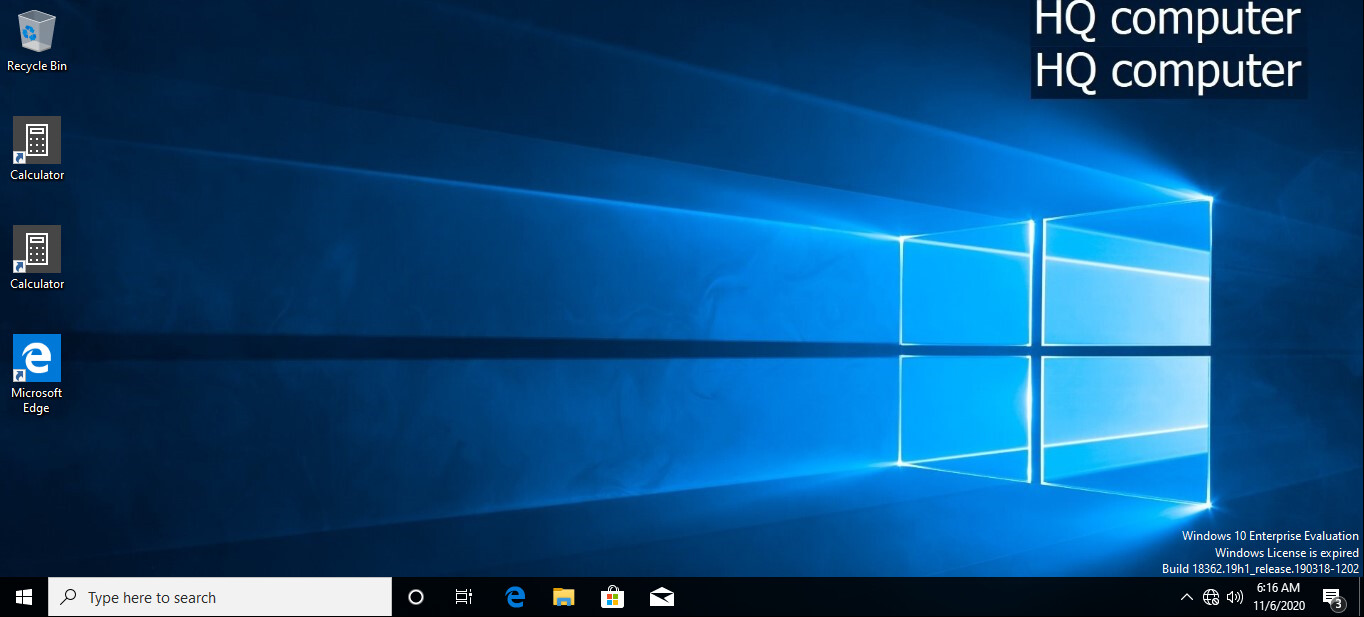 HQ computer
HQ computer
Recycle Bin
Calculator
Calculator
Microsoft
Edge
Windows 10 Enterprise Evaluation
Windows License is expired
Build 18362.19h1_release.190318-1202
Type here to search
6:16 AM
11/6/2020
3